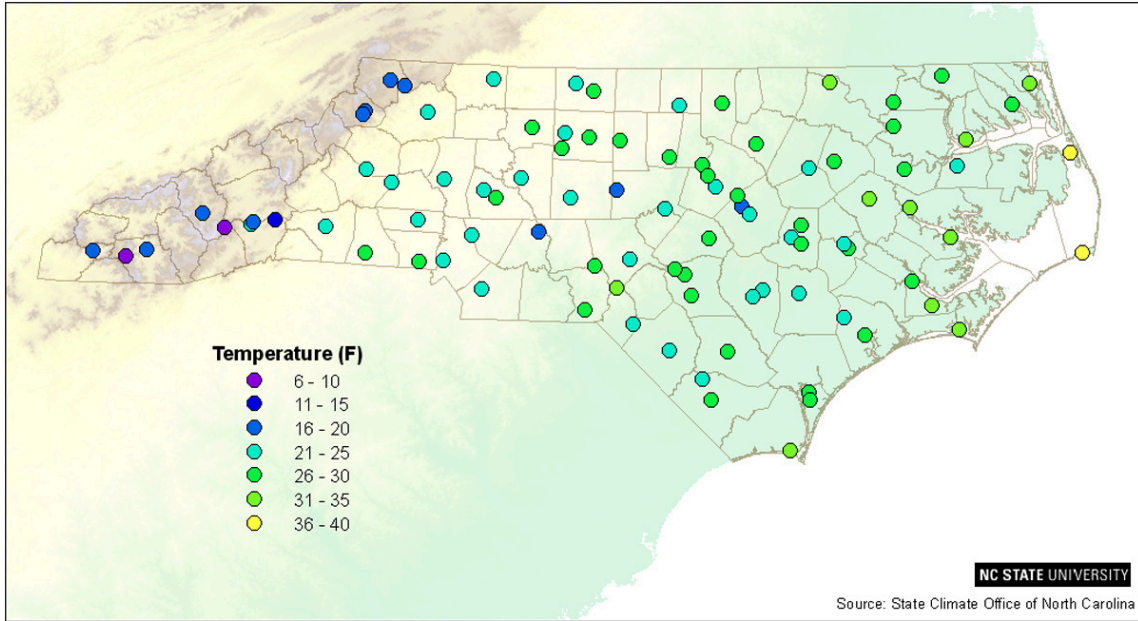 Temperature (F)
6 - 10
11 - 15
16 - 20
21 - 25
26 - 30
31 - 35
36 - 40
NC STATE UNIVERSITY
Source: State Climate Office of North Carolina